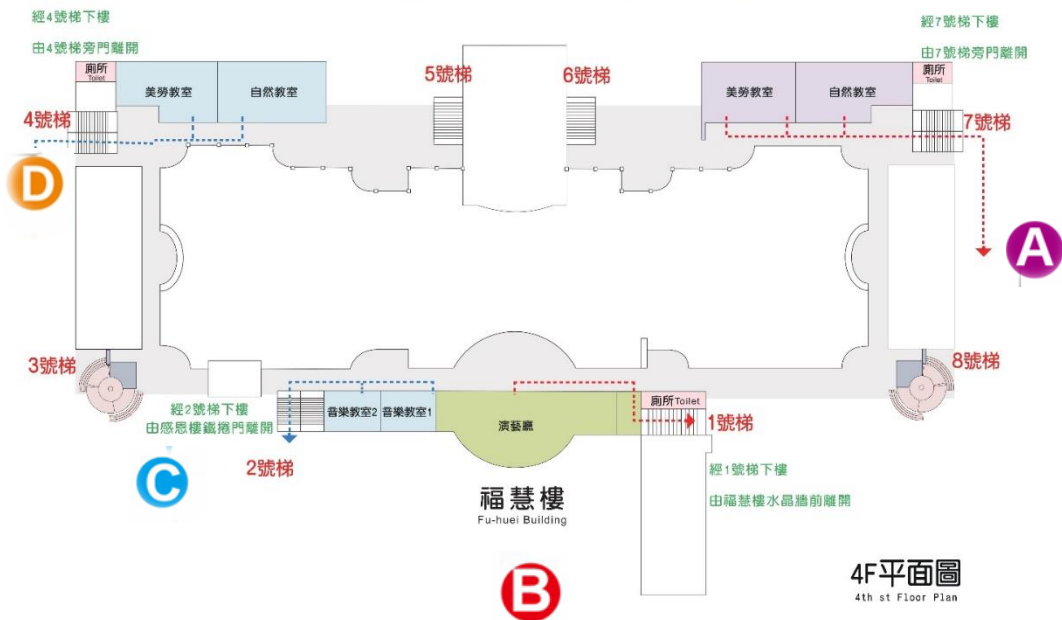 經4號梯下樓
由4號梯旁門離開
廁所
Toilet
美勞教室
自然教室
4號梯
D
5號梯
6號梯
經7號梯下樓
由7號梯旁門離開
美勞教室
自然教室
廁所
Toilet
7號梯
A
3號梯
8號梯
經2號梯下樓
由感恩樓鐵捲門離開
C
2號梯
音樂教室2
音樂教室1
演藝廳
廁所Toilet
1號梯
經1號梯下樓
由福慧樓水晶牆前離開
福慧樓
Fu-huei Building
B
4F平面圖
4th st Floor Plan